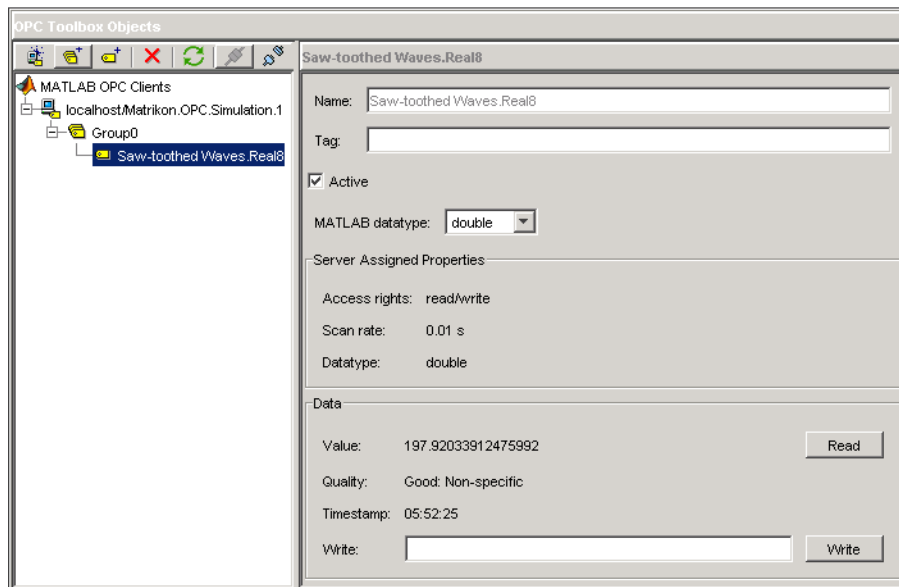 OPC Toolbox Objects
MATLAB OPC Clients
localhost/Matrikon.OPC.Simulation.1
Group0
Saw-toothed Waves.Real8
Saw-toothed Waves.Real8
Name: Saw-toothed Waves.Real8
Tag:
Active
MATLAB datatype: double
Server Assigned Properties
Access rights: read/write
Scan rate: 0.01 s
Datatype: double
Data
Value: 197.92033912475992 Read
Quality: Good: Non-specific
Timestamp: 05:52:25
Write: Write